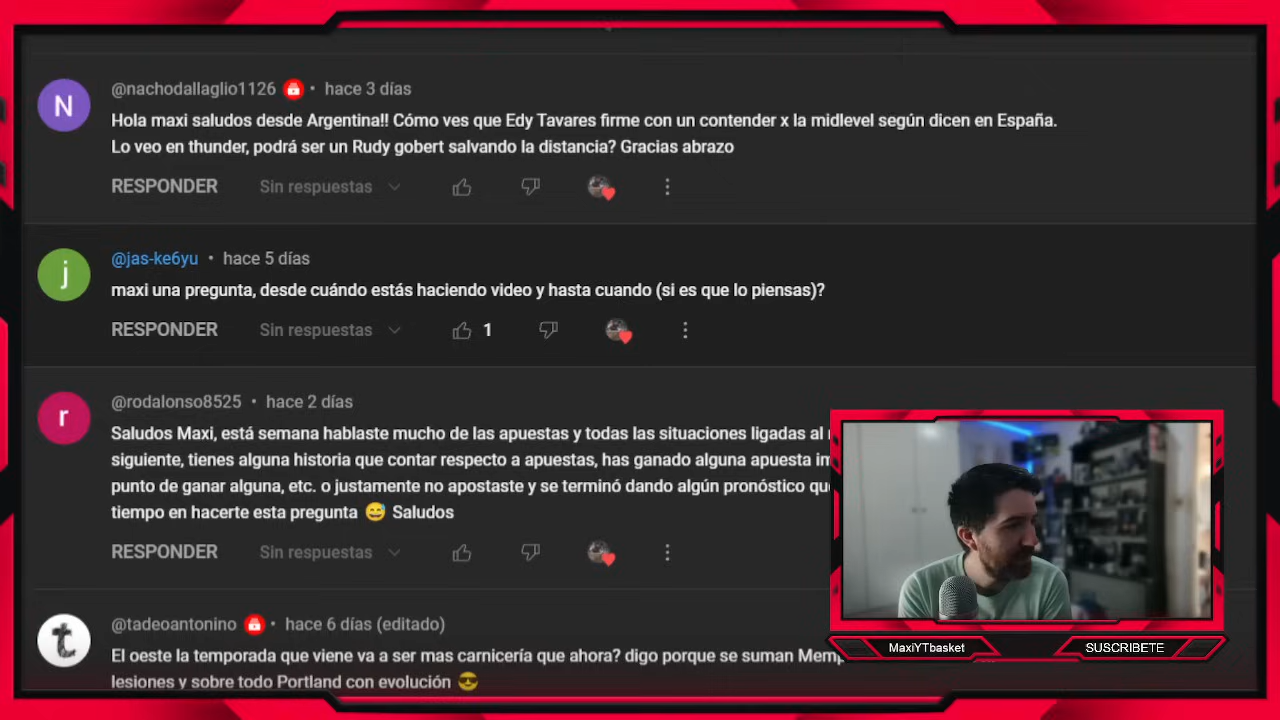 N
@nachodallaglio1126 • hace 3 días
Hola maxi saludos desde Argentina!! Cómo ves que Edy Tavares firme con un contender x la midlevel según dicen en España.
Lo veo en thunder, podrá ser un Rudy gobert salvando la distancia? Gracias abrazo
RESPONDER Sin respuestas
j
@jas-ke6yu • hace 5 días
maxi una pregunta, desde cuándo estás haciendo video y hasta cuando (si es que lo piensas)?
RESPONDER Sin respuestas 1
r
@rodalonso8525 • hace 2 días
Saludos Maxi, está semana hablaste mucho de las apuestas y todas las situaciones ligadas al
siguiente, tienes alguna historia que contar respecto a apuestas, has ganado alguna apuesta
punto de ganar alguna, etc. o justamente no apostaste y se terminó dando algún pronóstico
tiempo en hacerte esta pregunta 😅 Saludos
RESPONDER Sin respuestas
t
@tadeoantonino • hace 6 días (editado)
El oeste la temporada que viene va a ser mas carnicería que ahora? digo porque se suman
lesiones y sobre todo Portland con evolución 😎
MaxiYTbasket
SUSCRIBETE